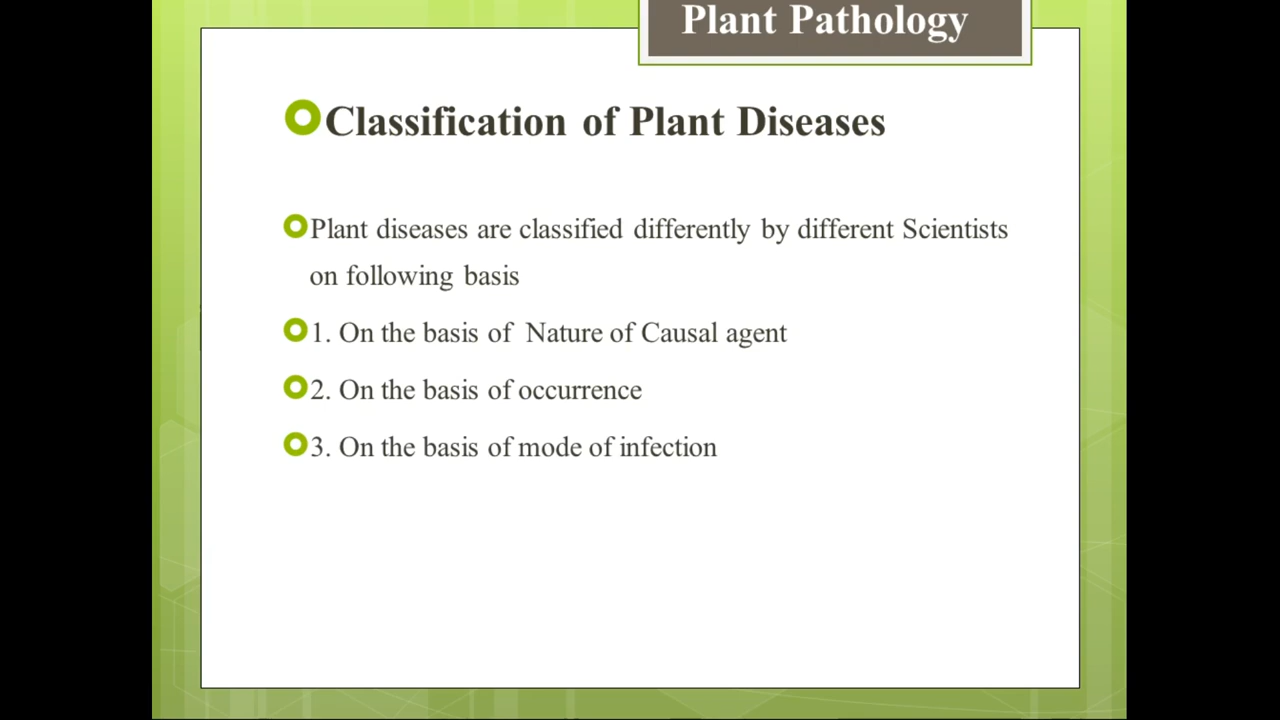 Plant Pathology
Classification of Plant Diseases
Plant diseases are classified differently by different Scientists
on following basis
1. On the basis of  Nature of Causal agent
2. On the basis of occurrence
3. On the basis of mode of infection